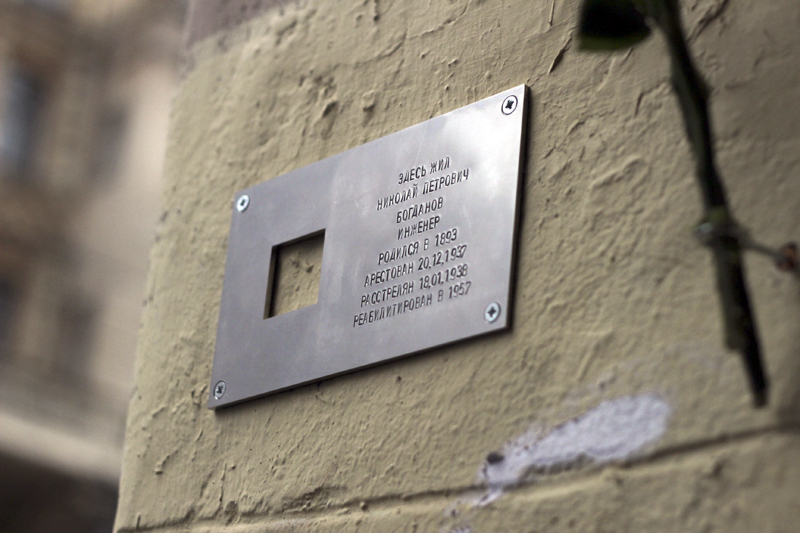 ЗДЕСЬ ЖИЛ
НИКОЛАЙ ПЕТРОВИЧ
БОГДАНОВ
ИНЖЕНЕР
РОДИЛСЯ В 1893
АРЕСТОВАН 20.12.1937
РАССТРЕЛЯН 18.01.1938
РЕАБИЛИТИРОВАН В 1957